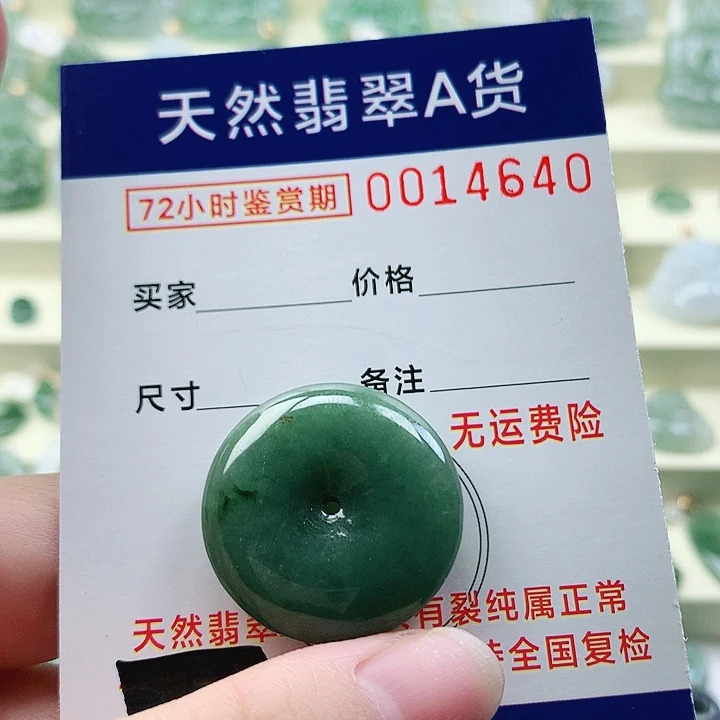 天然翡翠A货
72小时鉴赏期 0014640
买家 价格
尺寸 备注
无运费险
天然翡翠 有裂纯属正常
全国复检